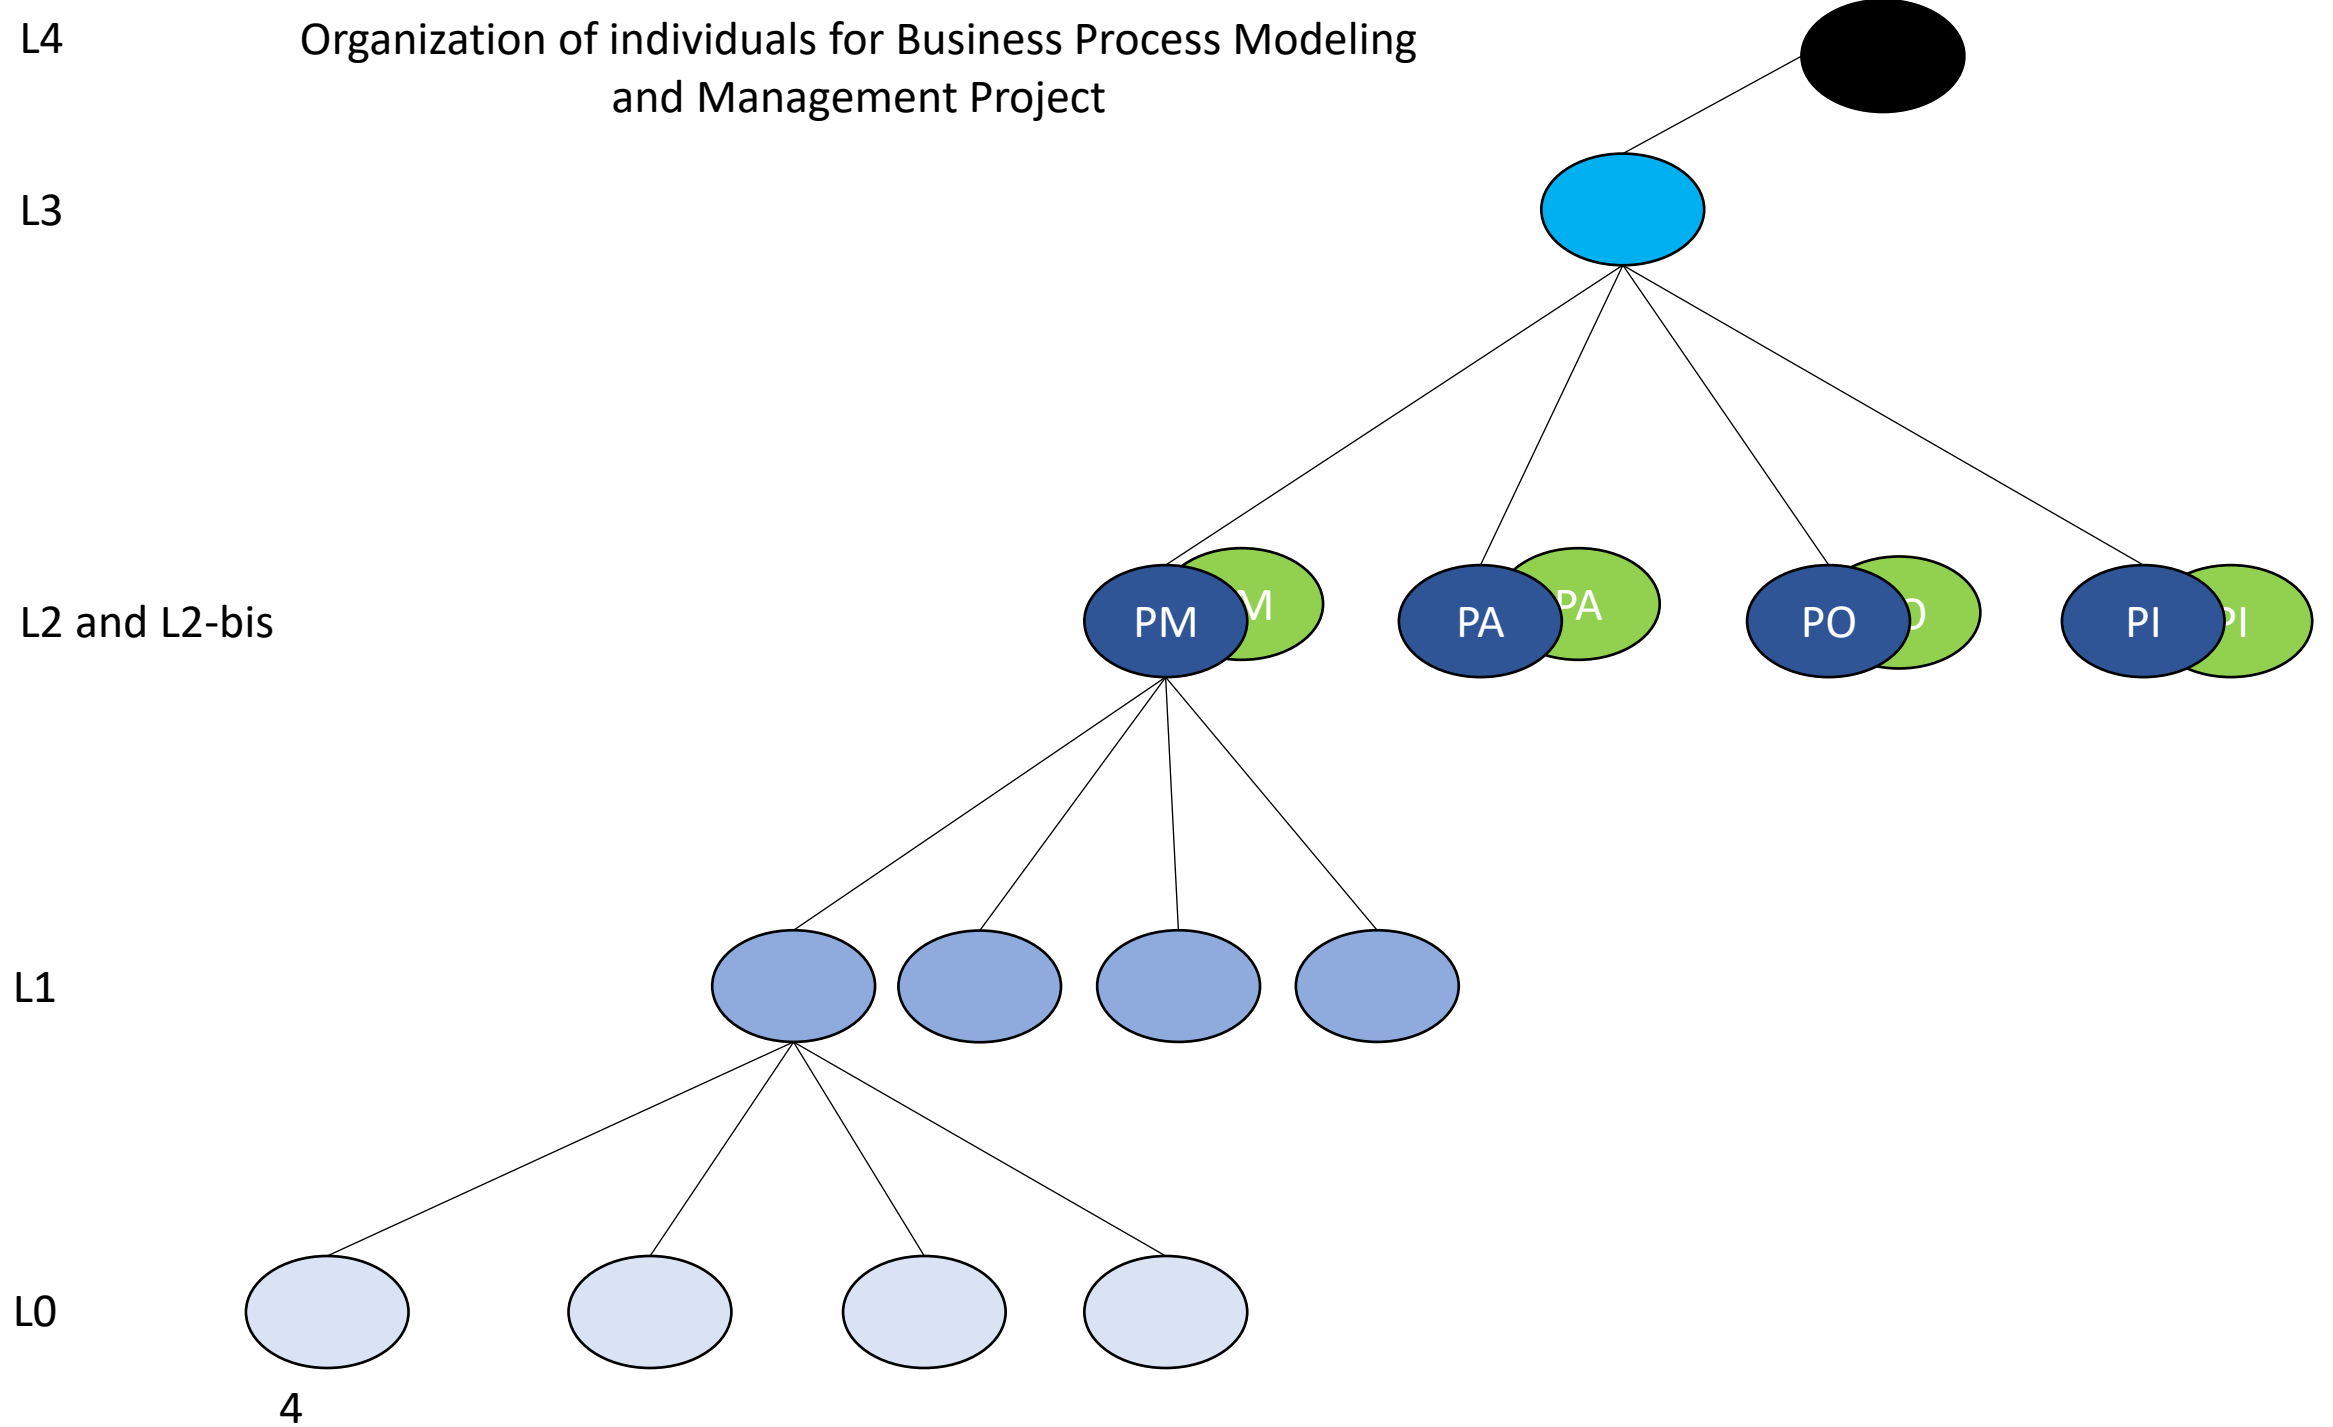 L4
Organization of individuals for Business Process Modeling
and Management Project
L3
L2 and L2-bis
PM
PA
PA
PO
PI
PI
L1
L0
4